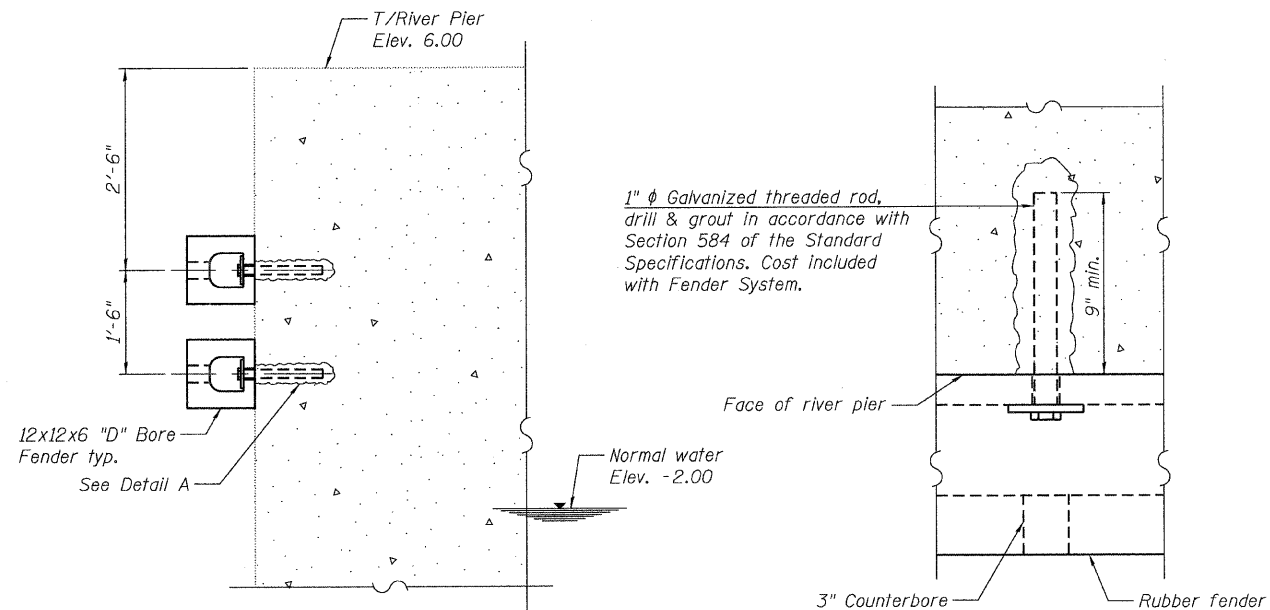 T/River Pier
Elev. 6.00
2'-6"
1'-6"
12x12x6 "D" Bore
Fender typ.
See Detail A
Normal water
Elev. -2.00
1" ϕ Galvanized threaded rod,
drill & grout in accordance with
Section 584 of the Standard
Specifications. Cost included
with Fender System.
9" min.
Face of river pier
3" Counterbore
Rubber fender